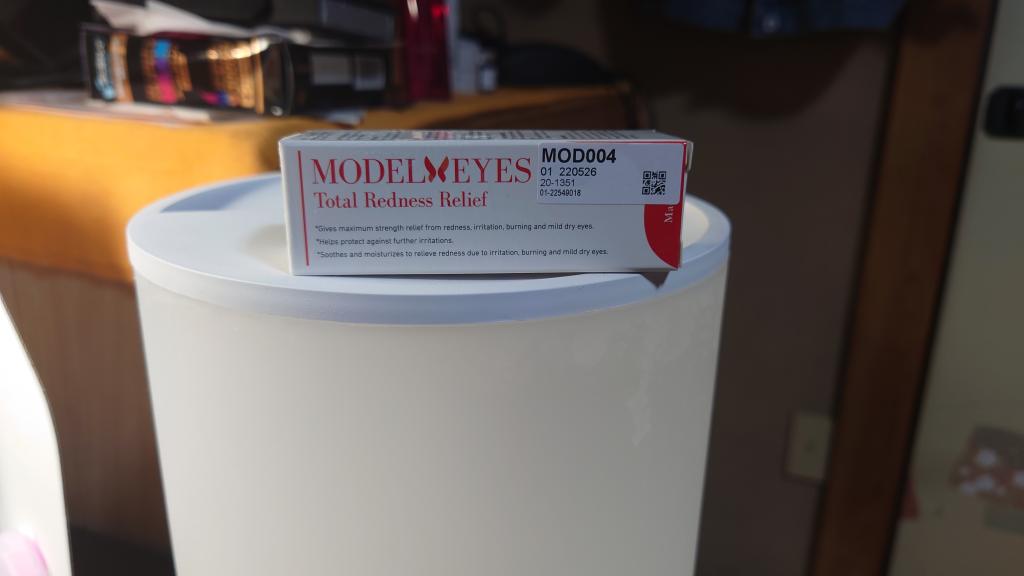 MODEL EYES
Total Redness Relief
*Gives maximum strength relief from redness, irritation, burning and mild dry eyes.
*Helps protect against further irritations.
*Soothes and moisturizes to relieve redness due to irritation, burning and mild dry eyes.
MOD004
01 220526
20-1351
01-22549018
Ma